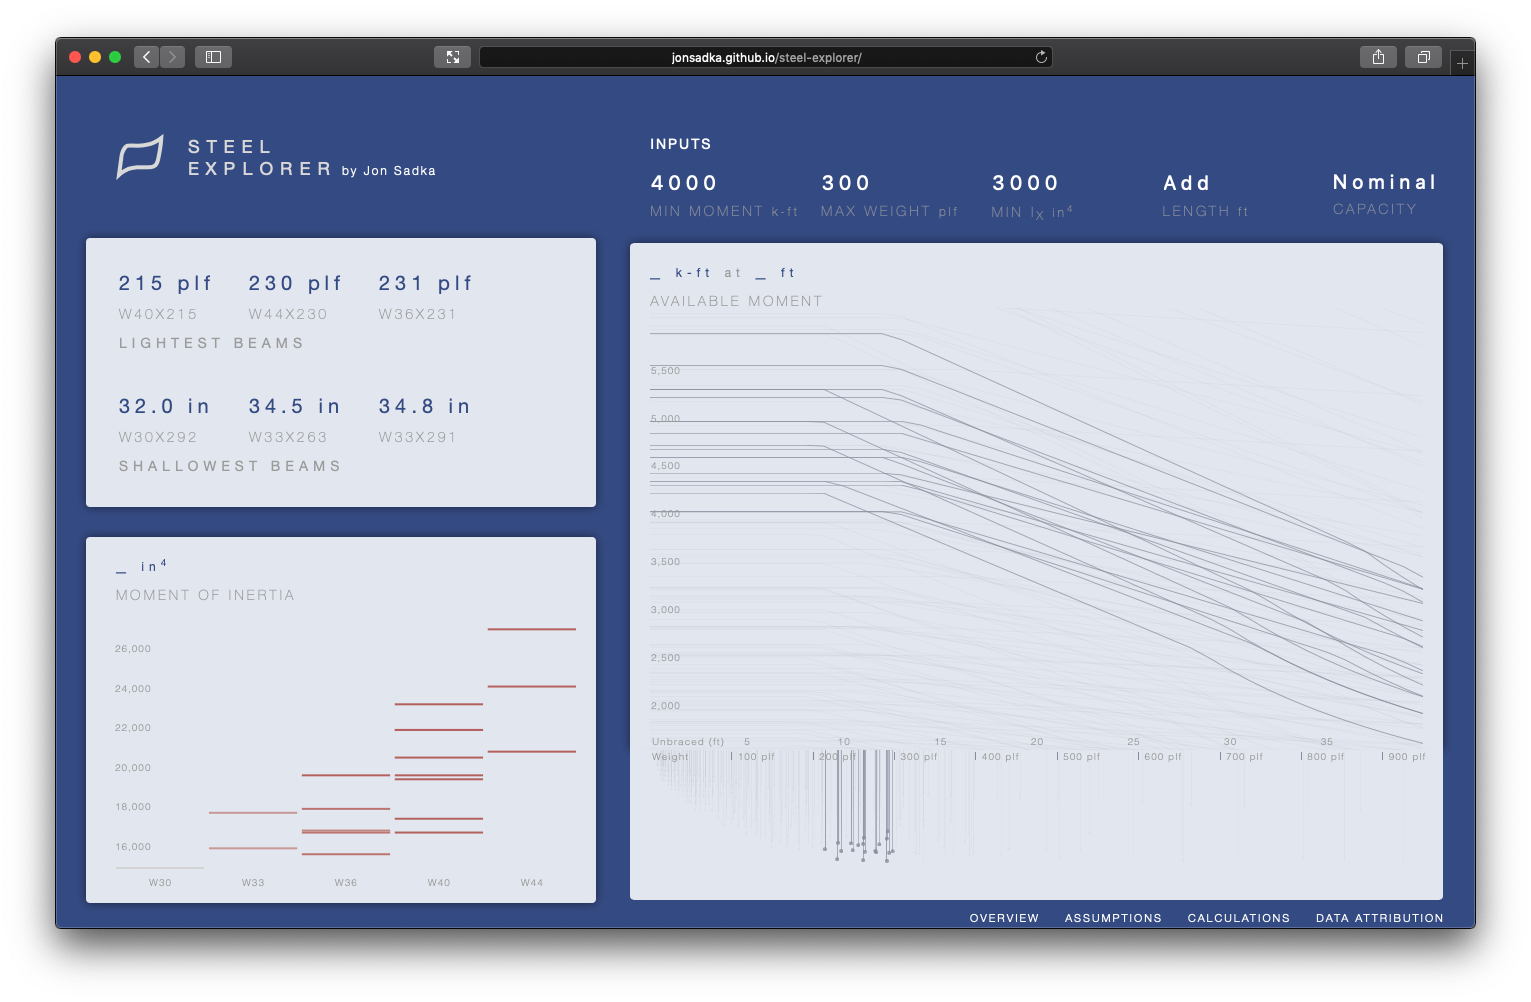 jonsadka.github.io/steel-explorer/
STEEL
EXPLORER by Jon Sadka
INPUTS
4000 300 3000 Add Nominal
MIN MOMENT k-ft MAX WEIGHT plf MIN Ix in⁴ LENGTH ft CAPACITY
215 plf 230 plf 231 plf
W40X215 W44X230 W36X231
LIGHTEST BEAMS
32.0 in 34.5 in 34.8 in
W30X292 W33X263 W33X291
SHALLOWEST BEAMS
_ in⁴
MOMENT OF INERTIA
26,000
24,000
22,000
20,000
18,000
16,000
W30 W33 W36 W40 W44
_ k-ft at _ ft
AVAILABLE MOMENT
5,500
5,000
4,500
4,000
3,500
3,000
2,500
2,000
Unbraced (ft) 5 10 15 20 25 30 35
Weight 100 plf 200 plf 300 plf 400 plf 500 plf 600 plf 700 plf 800 plf 900 plf
OVERVIEW ASSUMPTIONS CALCULATIONS DATA ATTRIBUTION